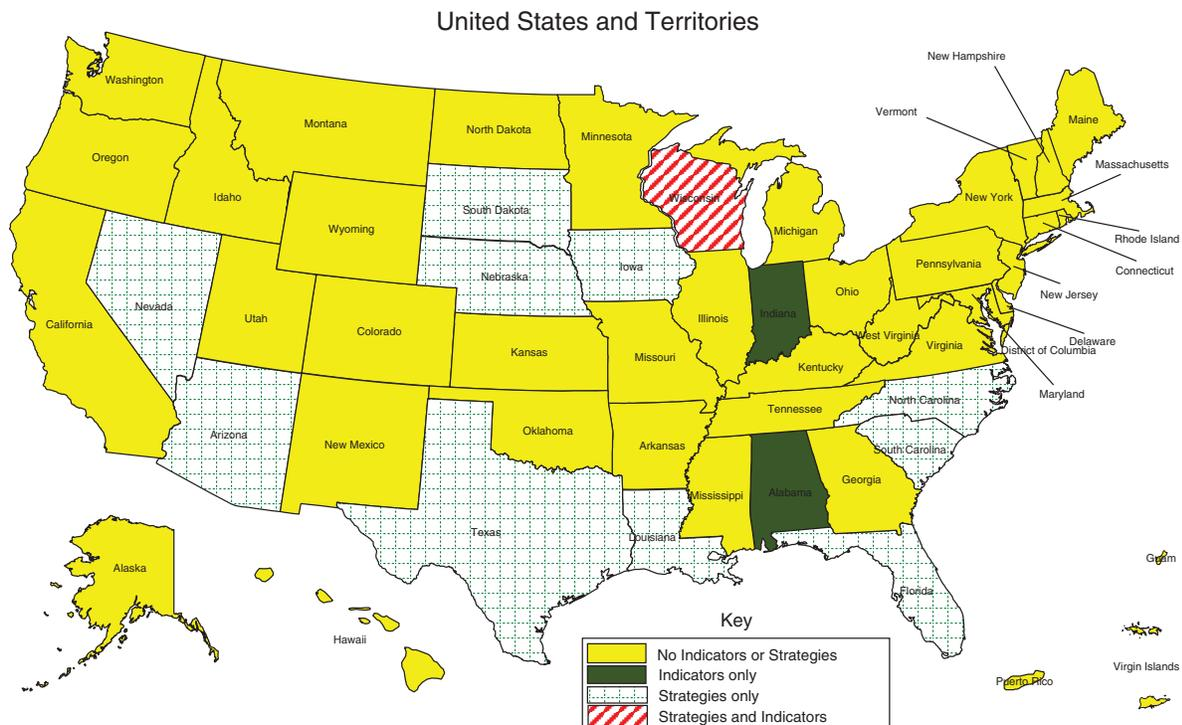 United States and Territories
New Hampshire
Washington
Vermont
Maine
Montana
North Dakota
Minnesota
Oregon
Massachusetts
Idaho
Wisconsin
New York
South Dakota
Wyoming
Michigan
Rhode Island
Pennsylvania
Iowa
Connecticut
Nebraska
Ohio
New Jersey
Nevada
Indiana
Utah
Illinois
California
Colorado
West Virginia
Delaware
Virginia
District of Columbia
Kansas
Missouri
Kentucky
Maryland
North Carolina
Tennessee
Arizona
Oklahoma
New Mexico
Arkansas
South Carolina
Georgia
Alabama
Mississippi
Texas
Louisiana
Guam
Alaska
Florida
Key
Hawaii
No Indicators or Strategies
Virgin Islands
Indicators only
Puerto Rico
Strategies only
Strategies and Indicators